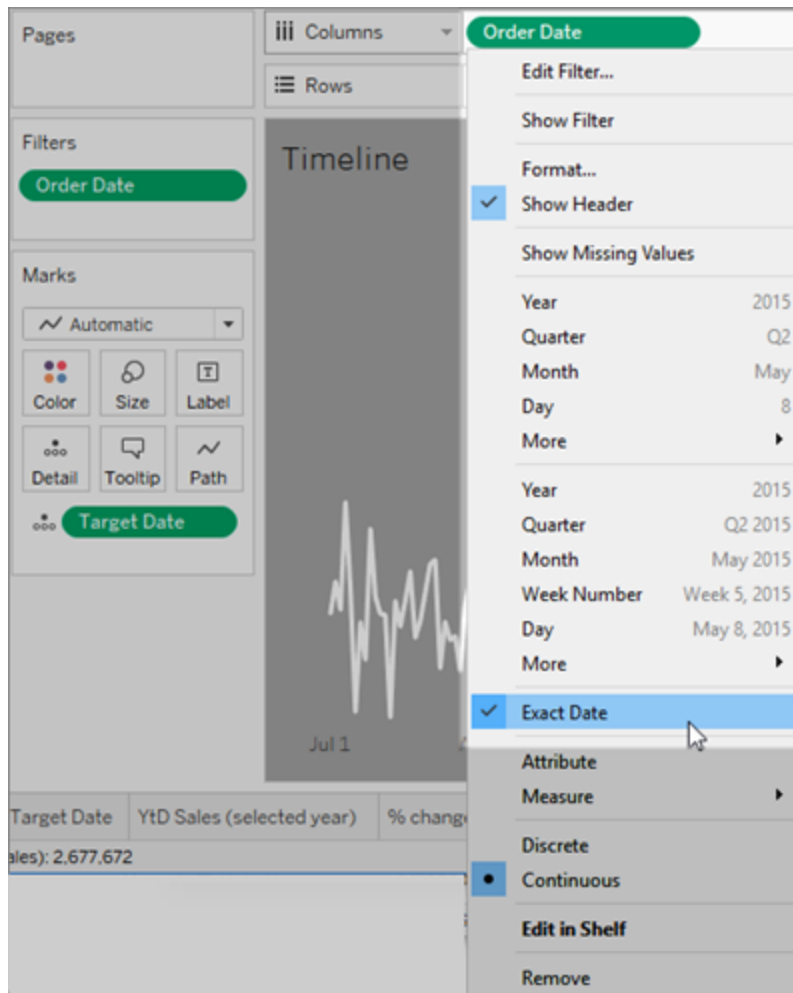 Pages
Columns
Order Date
Rows
Filters
Order Date
Marks
Automatic
Color
Size
Label
Detail
Tooltip
Path
Target Date
Timeline
Jul 1
Edit Filter...
Show Filter
Format...
Show Header
Show Missing Values
Year 2015
Quarter Q2
Month May
Day 8
More
Year 2015
Quarter Q2 2015
Month May 2015
Week Number Week 5, 2015
Day May 8, 2015
More
Exact Date
Attribute
Measure
Discrete
Continuous
Edit in Shelf
Remove
Target Date YtD Sales (selected year) % chang
ales): 2,677,672